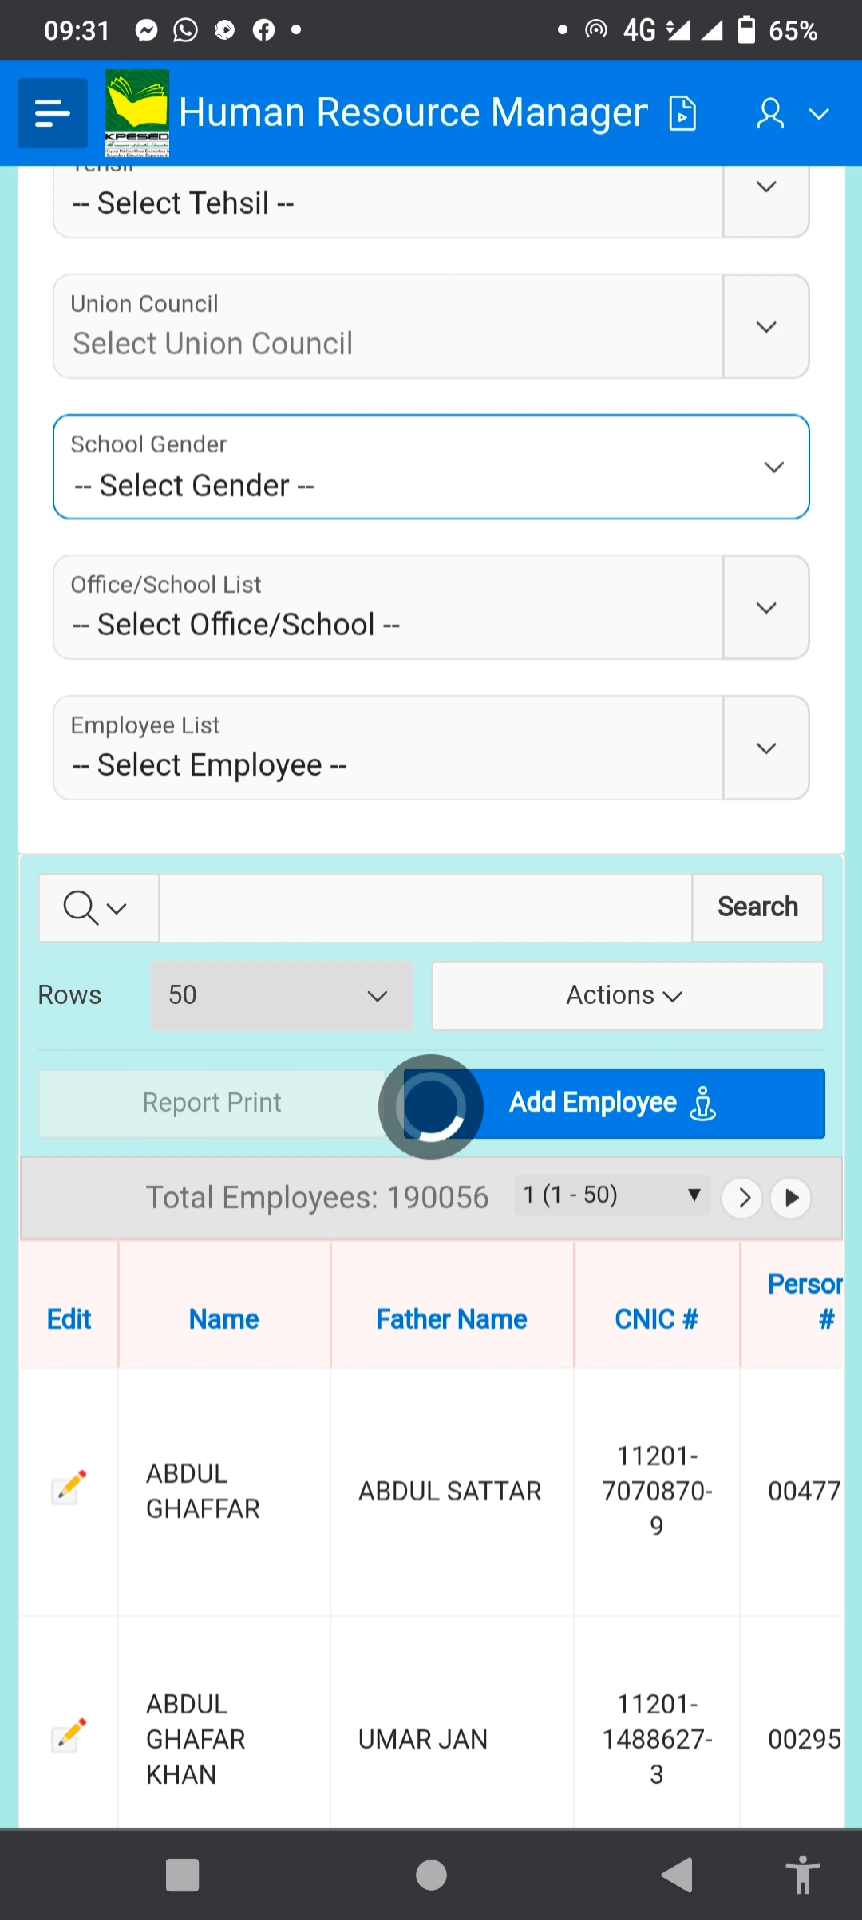 09:31
4G
65%
KPESED
Human Resource Manager
Tehsil
-- Select Tehsil --
Union Council
Select Union Council
School Gender
-- Select Gender --
Office/School List
-- Select Office/School --
Employee List
-- Select Employee --
Search
Rows
50
Actions
Report Print
Add Employee
Total Employees: 190056
1 (1 - 50)
Edit
Name
Father Name
CNIC #
Person
#
ABDUL
GHAFFAR
ABDUL SATTAR
11201-
7070870-
9
00477
ABDUL
GHAFAR
KHAN
UMAR JAN
11201-
1488627-
3
00295